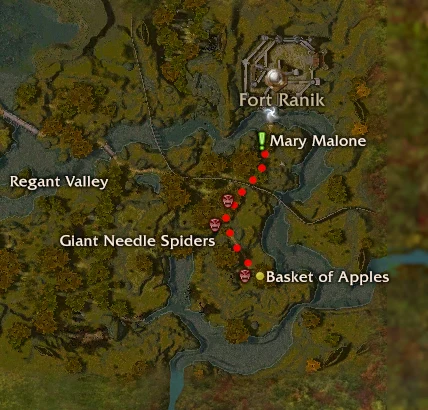 Fort Ranik
Mary Malone
Regant Valley
Giant Needle Spiders
Basket of Apples